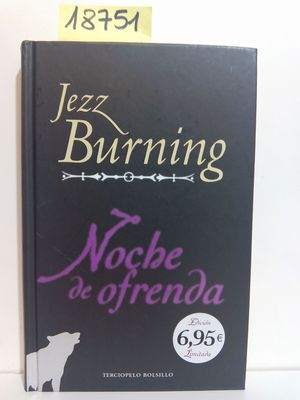 18751
Jezz
Burning
Noche
de ofrenda
Edición
6,95€
Limitada
TERCIOPELO BOLSILLO